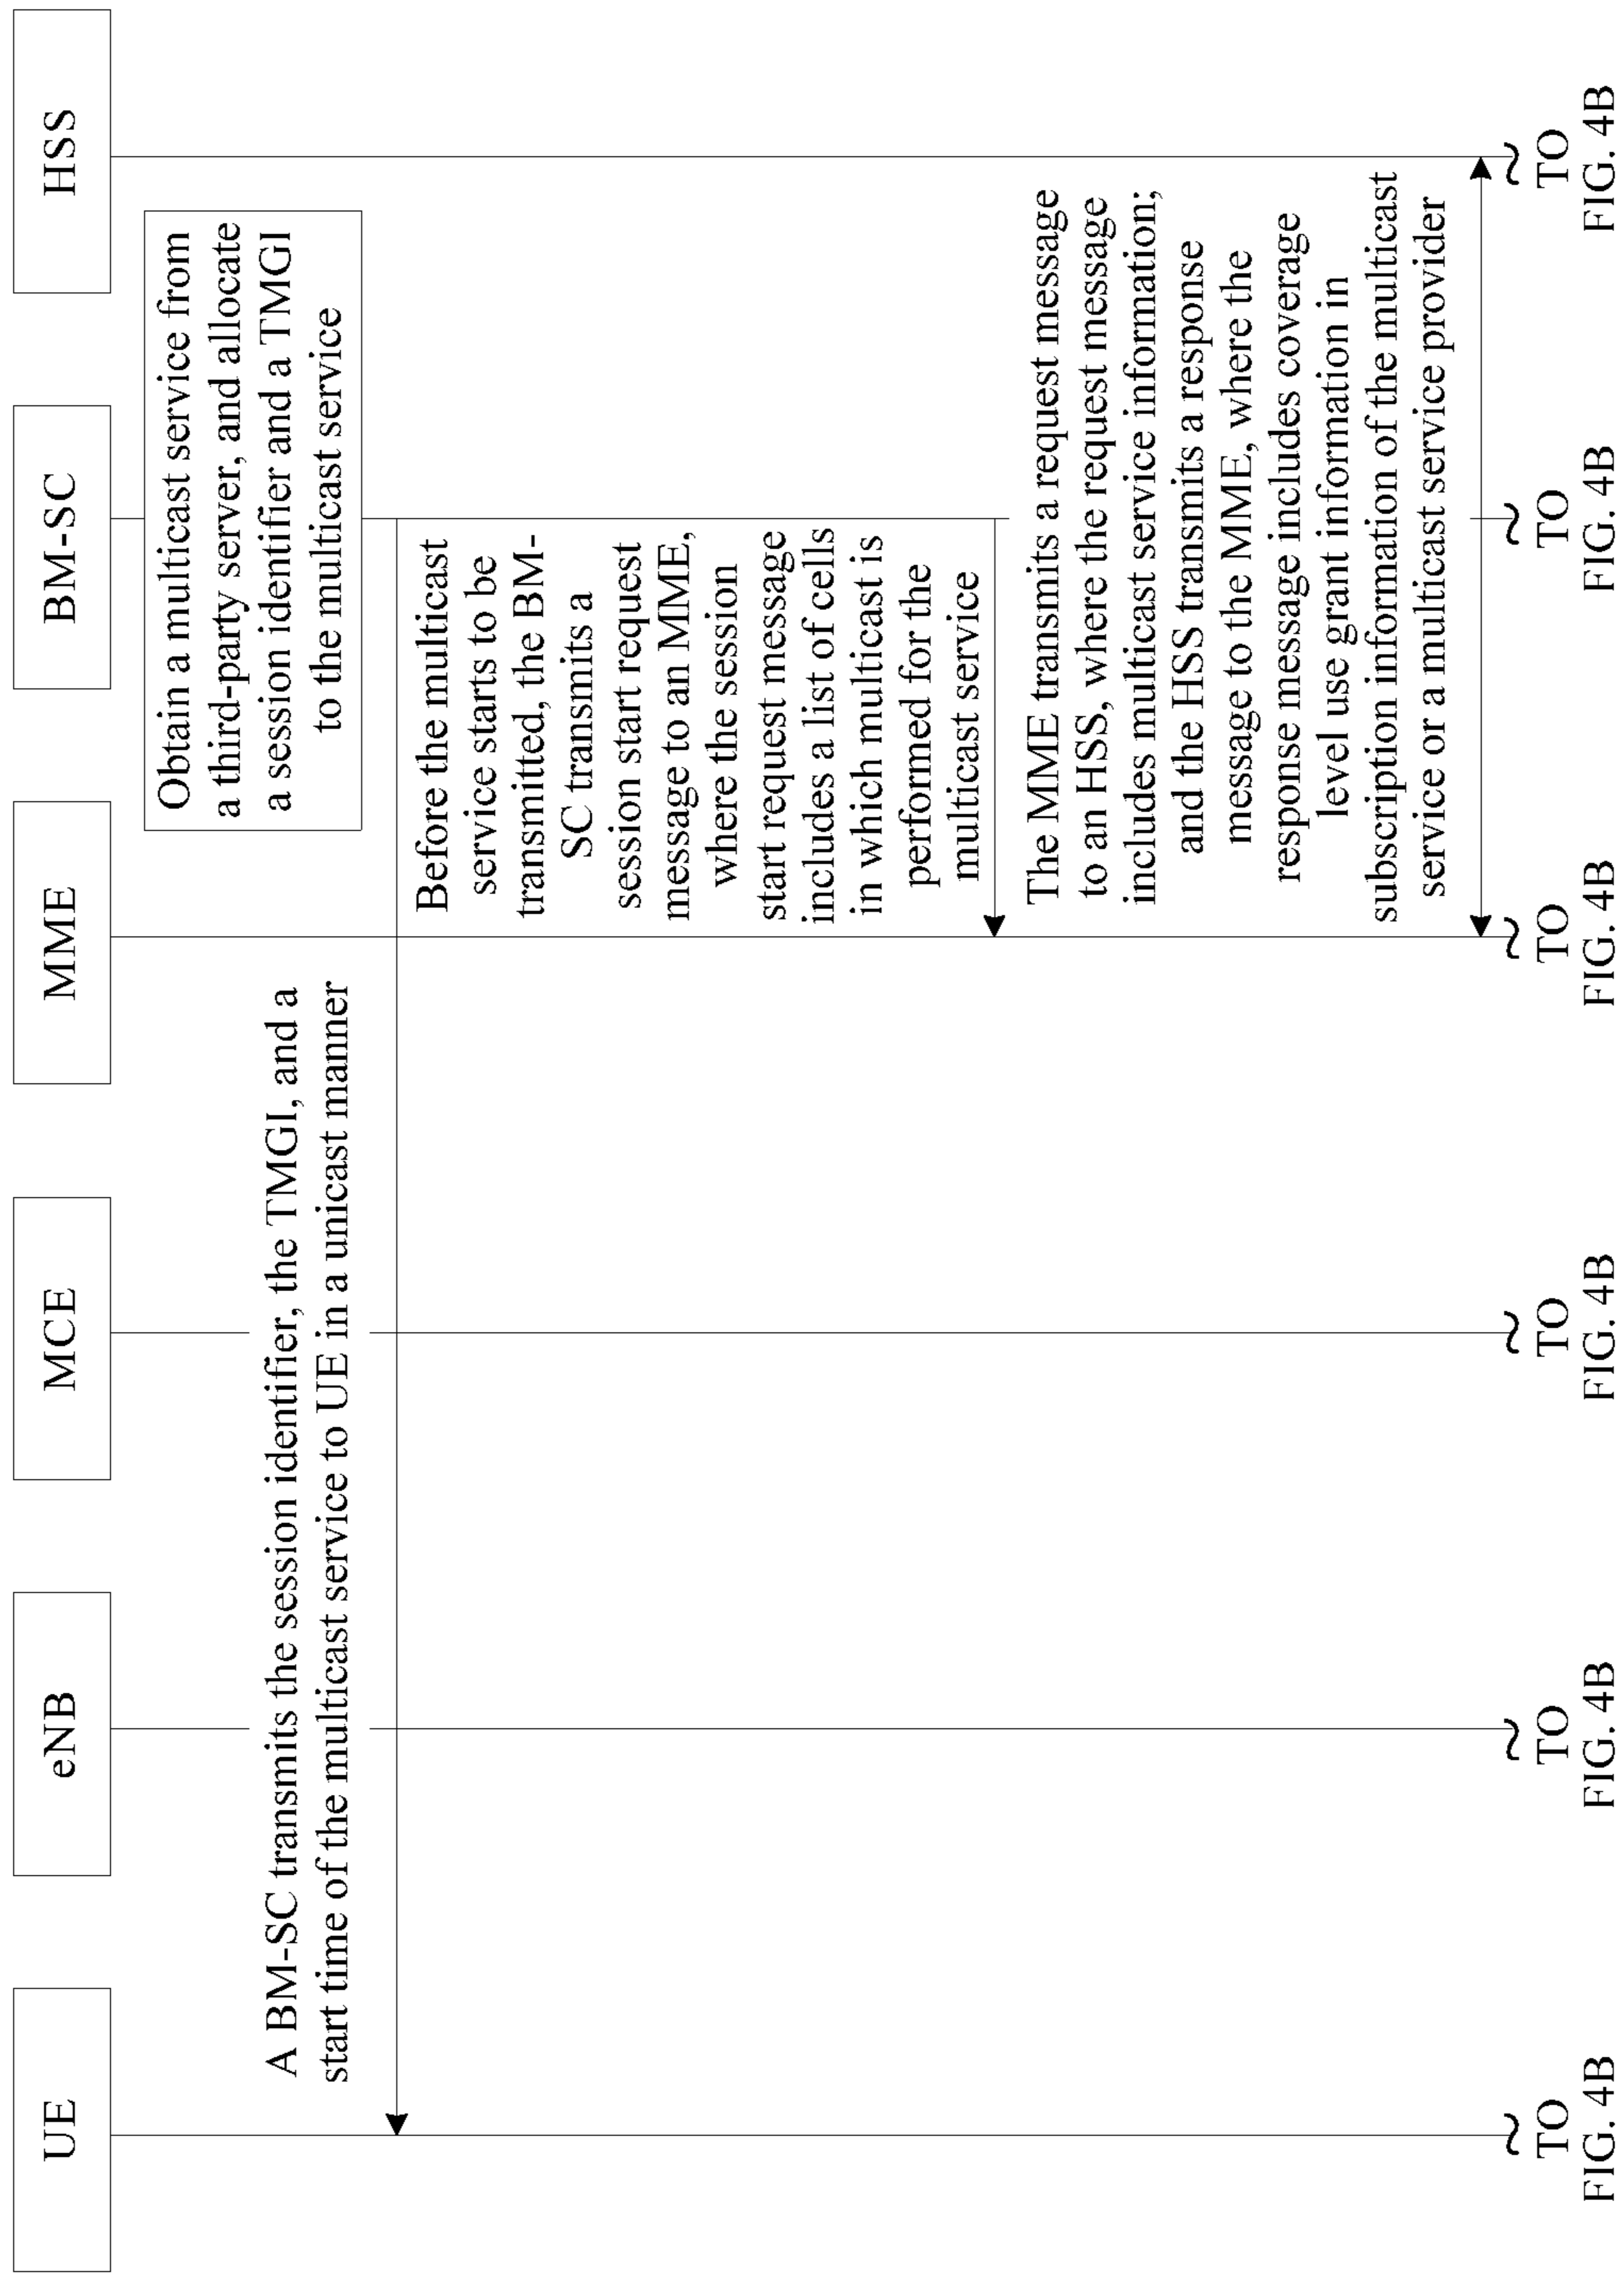 UE
eNB
MCE
MME
BM-SC
HSS
Obtain a multicast service from
a third-party server, and allocate
a session identifier and a TMGI
to the multicast service
A BM-SC transmits the session identifier, the TMGI, and a
start time of the multicast service to UE in a unicast manner
Before the multicast
service starts to be
transmitted, the BM-
SC transmits a
session start request
message to an MME,
where the session
start request message
includes a list of cells
in which multicast is
performed for the
multicast service
The MME transmits a request message
to an HSS, where the request message
includes multicast service information;
and the HSS transmits a response
message to the MME, where the
response message includes coverage
level use grant information in
subscription information of the multicast
service or a multicast service provider
TO
FIG. 4B
TO
FIG. 4B
TO
FIG. 4B
TO
FIG. 4B
TO
FIG. 4B
TO
FIG. 4B